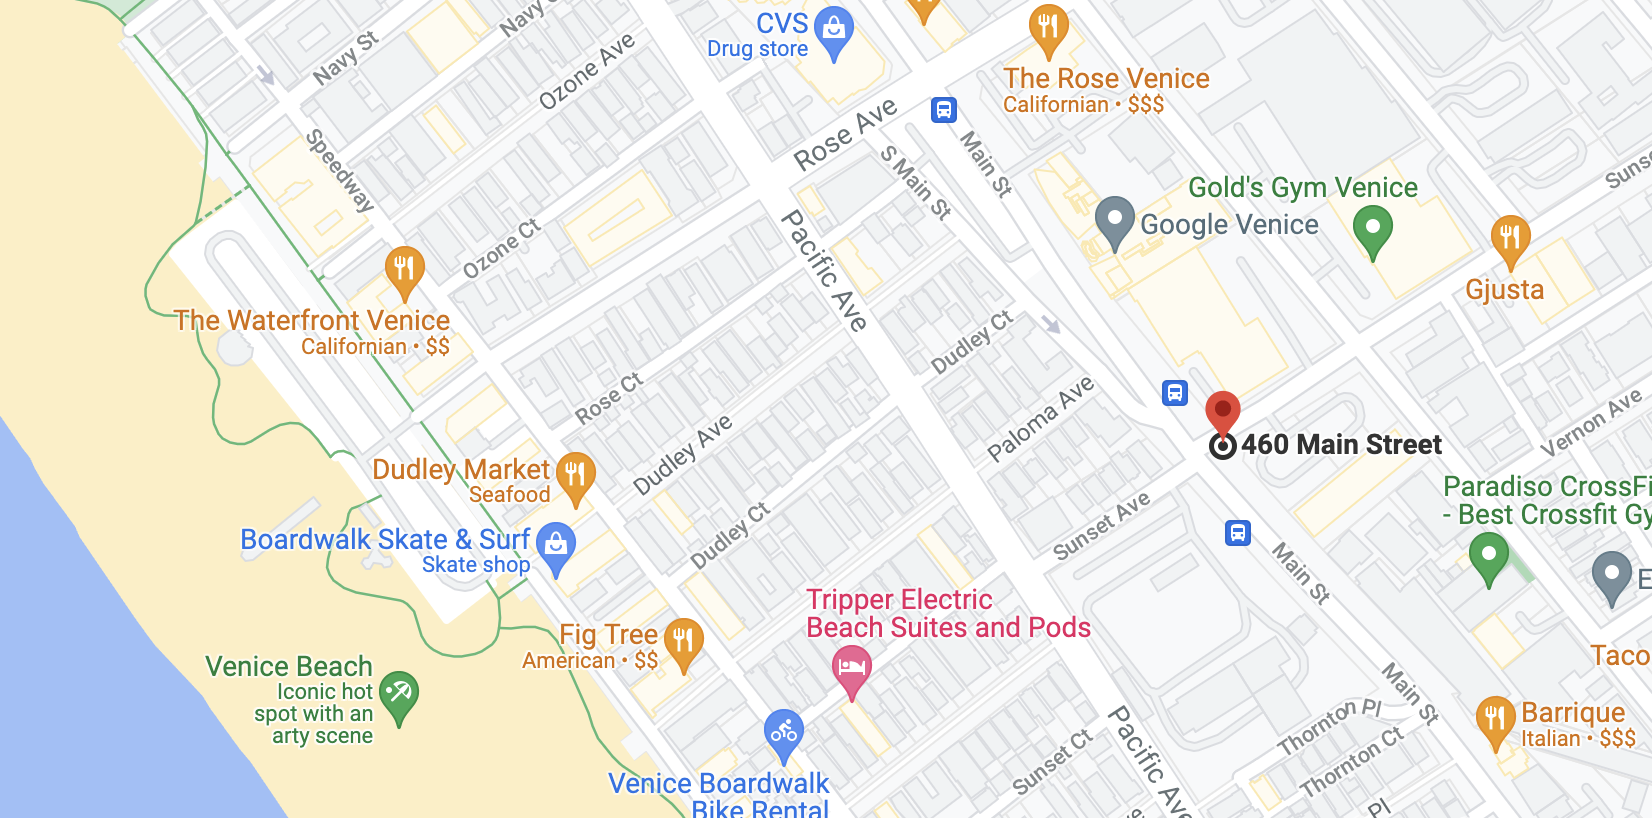 Navy St
Navy C
Ozone Ave
CVS
Drug store
The Rose Venice
Californian • $$$
Rose Ave
Main St
S Main St
Speedway
Gold's Gym Venice
Google Venice
Sunse
Gjusta
Ozone Ct
Pacific Ave
The Waterfront Venice
Californian • $$
Dudley Ct
Rose Ct
Paloma Ave
Dudley Ave
460 Main Street
Vernon Ave
Dudley Market
Seafood
Paradiso CrossFi
- Best Crossfit Gy
Boardwalk Skate & Surf
Skate shop
Dudley Ct
Sunset Ave
Main St
E
Tripper Electric
Beach Suites and Pods
Fig Tree
American • $$
Taco
Venice Beach
Iconic hot
spot with an
arty scene
Main St
Thornton Pl
Barrique
Italian • $$$
Thornton Ct
Sunset Ct
Pacific Ave
Venice Boardwalk
Bike Rental
Pl